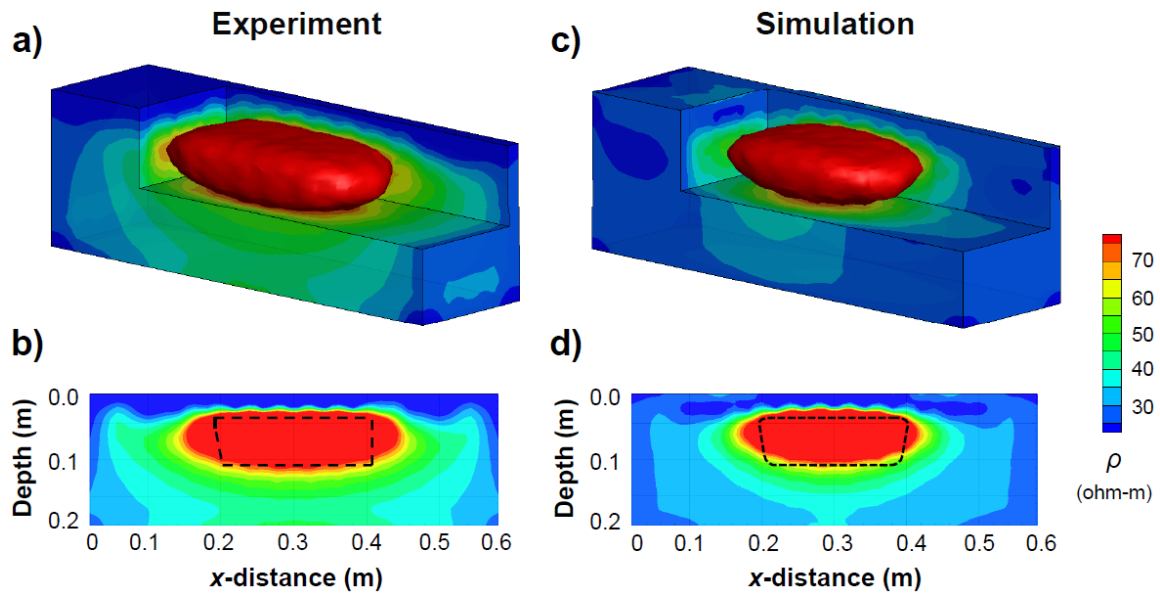 Experiment
Simulation
a)
c)
70
60
50
40
30
ρ
(ohm-m)
b)
d)
Depth (m)
0.0
0.1
0.2
0 0.1 0.2 0.3 0.4 0.5 0.6
x-distance (m)
Depth (m)
0.0
0.1
0.2
0 0.1 0.2 0.3 0.4 0.5 0.6
x-distance (m)